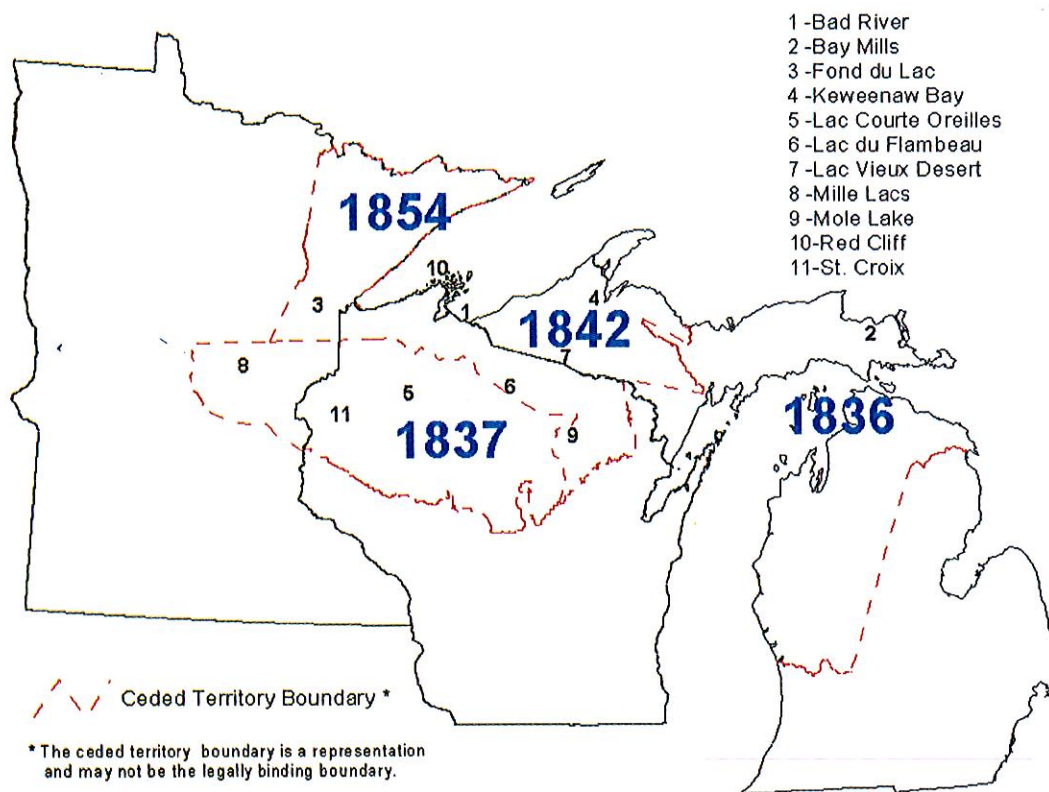 1 -Bad River
2 -Bay Mills
3 -Fond du Lac
4 -Keweenaw Bay
5 -Lac Courte Oreilles
6 -Lac du Flambeau
7 -Lac Vieux Desert
8 -Mille Lacs
9 -Mole Lake
10-Red Cliff
11-St. Croix
1854
10
3
1
4
1842
2
7
8
5
6
11
1837
9
1836
Ceded Territory Boundary *
* The ceded territory boundary is a representation
and may not be the legally binding boundary.